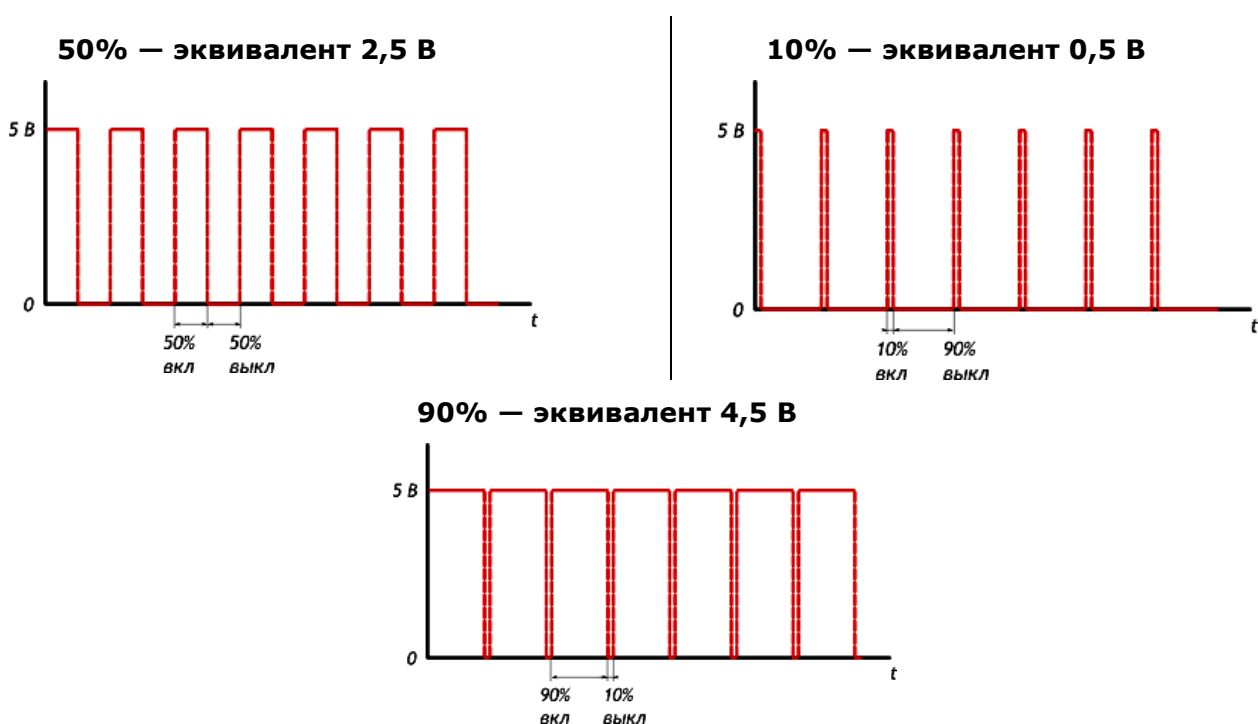 50% — эквивалент 2,5 В
5 В
0
t
50% 50%
вкл выкл
10% — эквивалент 0,5 В
5 В
0
t
10% 90%
вкл выкл
90% — эквивалент 4,5 В
5 В
0
t
90% 10%
вкл выкл